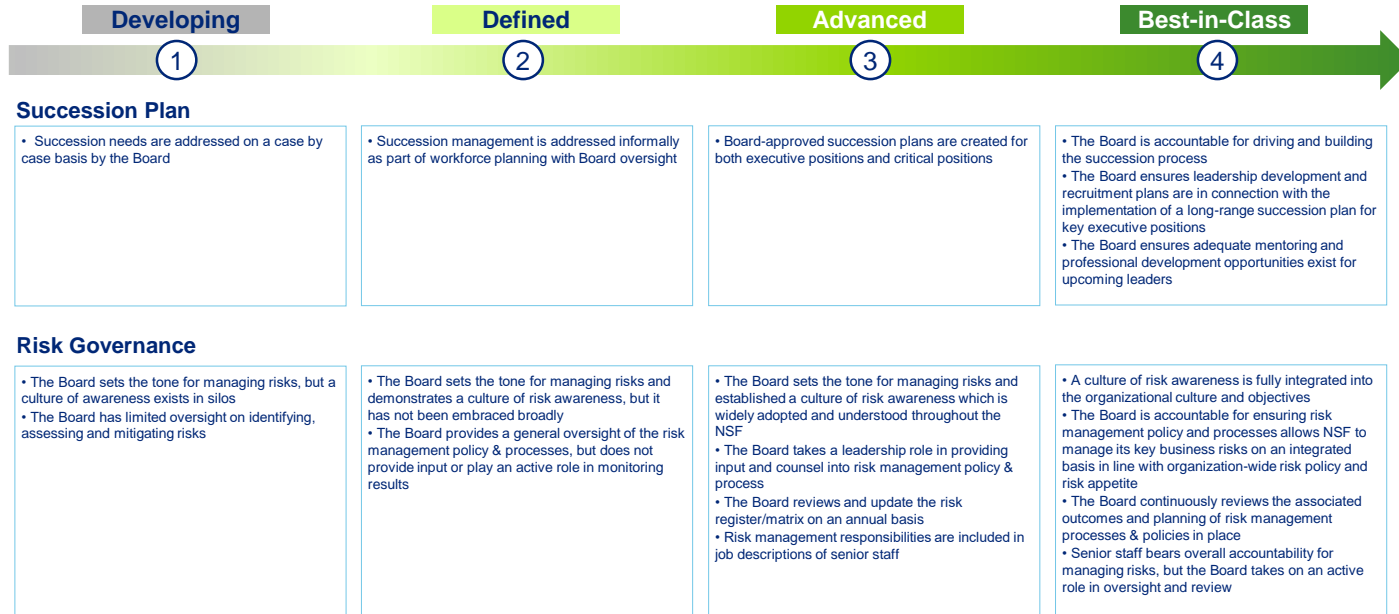 Developing
Defined
Advanced
Best-in-Class
1
2
3
4
Succession Plan
• Succession needs are addressed on a case by
case basis by the Board
• Succession management is addressed informally
as part of workforce planning with Board oversight
• Board-approved succession plans are created for
both executive positions and critical positions
• The Board is accountable for driving and building
the succession process
• The Board ensures leadership development and
recruitment plans are in connection with the
implementation of a long-range succession plan for
key executive positions
• The Board ensures adequate mentoring and
professional development opportunities exist for
upcoming leaders
Risk Governance
• The Board sets the tone for managing risks, but a
culture of awareness exists in silos
• The Board has limited oversight on identifying,
assessing and mitigating risks
• The Board sets the tone for managing risks and
demonstrates a culture of risk awareness, but it
has not been embraced broadly
• The Board provides a general oversight of the risk
management policy & processes, but does not
provide input or play an active role in monitoring
results
• The Board sets the tone for managing risks and
established a culture of risk awareness which is
widely adopted and understood throughout the
NSF
• The Board takes a leadership role in providing
input and counsel into risk management policy &
process
• The Board reviews and update the risk
register/matrix on an annual basis
• Risk management responsibilities are included in
job descriptions of senior staff
• A culture of risk awareness is fully integrated into
the organizational culture and objectives
• The Board is accountable for ensuring risk
management policy and processes allows NSF to
manage its key business risks on an integrated
basis in line with organization-wide risk policy and
risk appetite
• The Board continuously reviews the associated
outcomes and planning of risk management
processes & policies in place
• Senior staff bears overall accountability for
managing risks, but the Board takes on an active
role in oversight and review